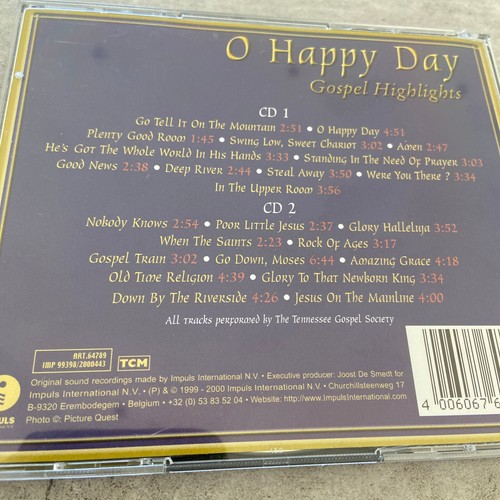 O Happy Day
Gospel Highlights
CD 1
Go Tell It On The Mountain 2:51 • O Happy Day 4:51
Plenty Good Room 1:45 • Swing Low, Sweet Chariot 3:02 • Amen 2:47
He's Got The Whole World In His Hands 3:33 • Standing In The Need Of Prayer 3:03
Good News 2:38 • Deep River 2:44 • Steal Away 3:50 • Were You There ? 3:34
In The Upper Room 3:56
CD 2
Nobody Knows 2:54 • Poor Little Jesus 2:37 • Glory Halleluja 3:52
When The Saints 2:23 • Rock Of Ages 3:17
Gospel Train 3:02 • Go Down, Moses 6:44 • Amazing Grace 4:18
Old Time Religion 4:39 • Glory To That Newborn King 3:34
Down By The Riverside 4:26 • Jesus On The Mainline 4:00
All tracks performed by The Tennessee Gospel Society
ART.64789
IMP 99398/2000443
TCM
Original sound recordings made by Impuls International N.V. • Executive producer: Joost De Smedt for
Impuls International N.V. • (P) & © 1999 - 2000 Impuls International N.V. • Churchillsteenweg 17
B-9320 Erembodegem • Belgium • +32 (0) 53 83 52 04 • Website: http://www.ImpulsInternational.com
Photo ©: Picture Quest
4 006067 6